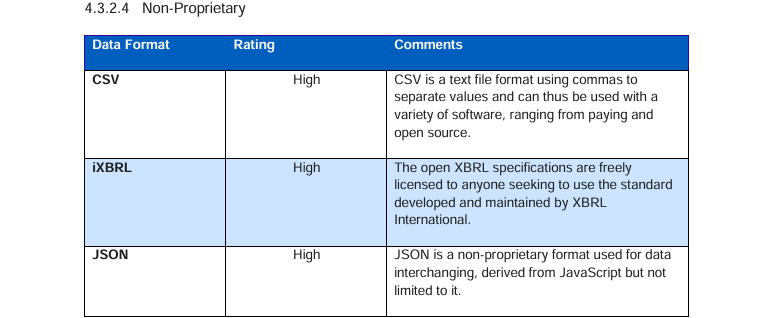 4.3.2.4 Non-Proprietary
Data Format Rating Comments
CSV High CSV is a text file format using commas to
separate values and can thus be used with a
variety of software, ranging from paying and
open source.
iXBRL High The open XBRL specifications are freely
licensed to anyone seeking to use the standard
developed and maintained by XBRL
International.
JSON High JSON is a non-proprietary format used for data
interchanging, derived from JavaScript but not
limited to it.